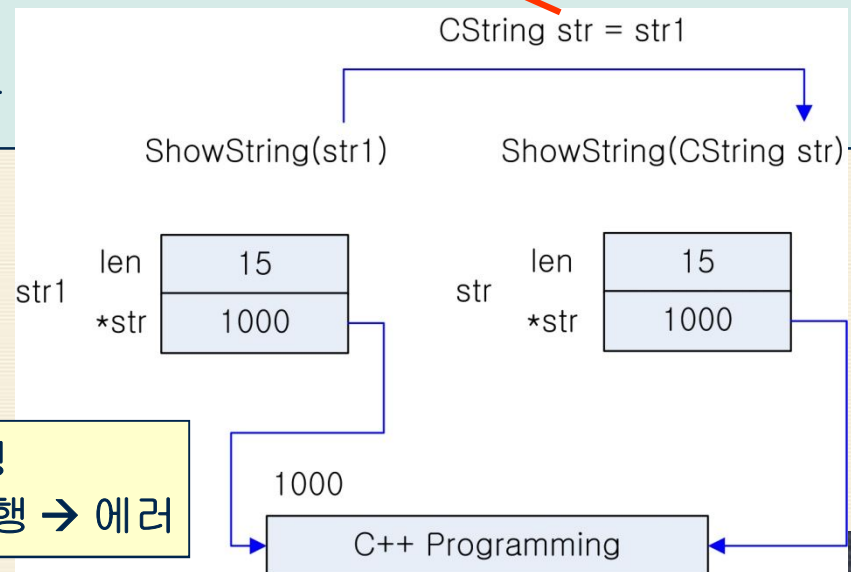 CString str = str1
ShowString(str1) ShowString(CString str)
len 15 len 15
str1 str
*str 1000 *str 1000
1000
→ 에러
C++ Programming